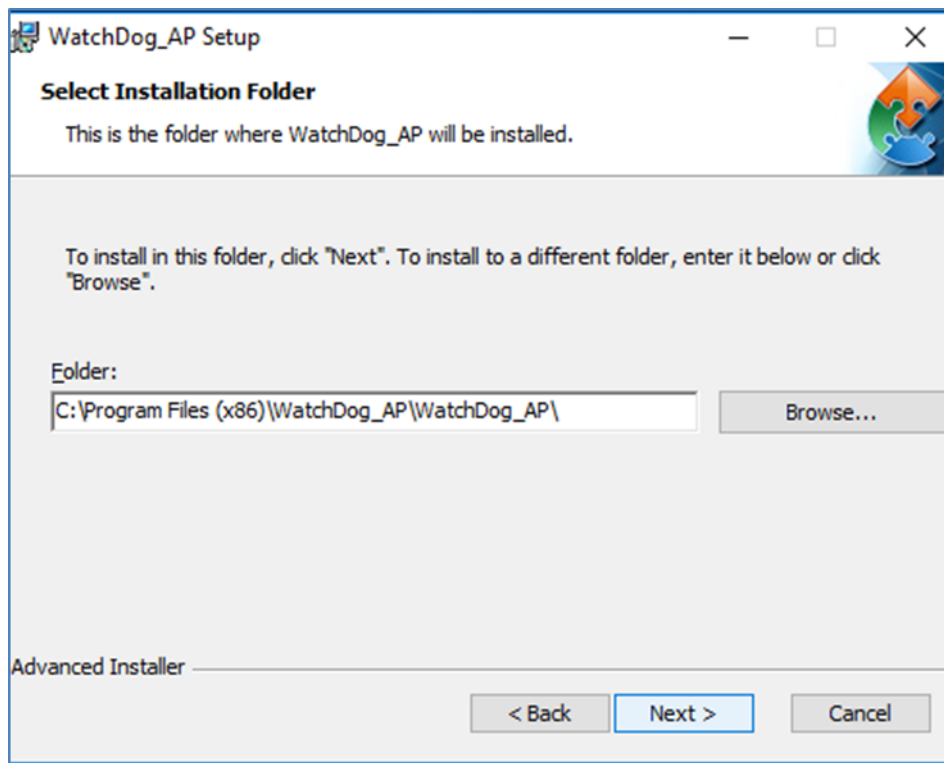 WatchDog_AP Setup
Select Installation Folder
This is the folder where WatchDog_AP will be installed.
To install in this folder, click "Next". To install to a different folder, enter it below or click
"Browse".
Folder:
C:\Program Files (x86)\WatchDog_AP\WatchDog_AP\
Browse...
Advanced Installer
< Back
Next >
Cancel